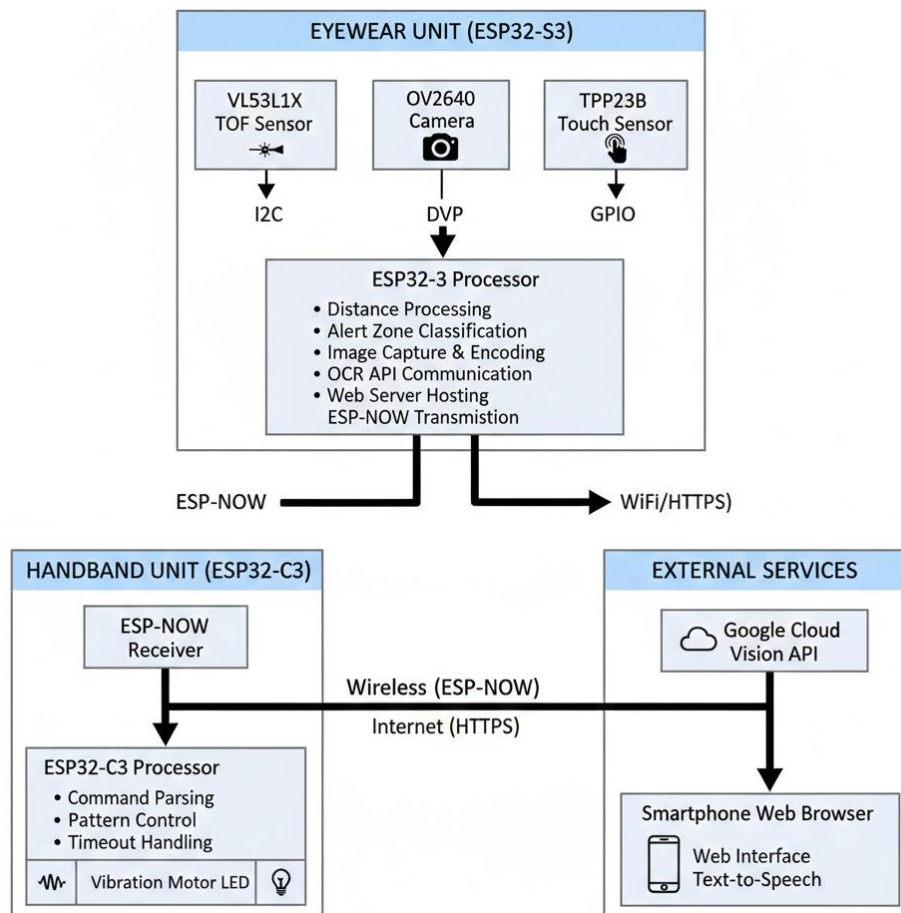 EYEWEAR UNIT (ESP32-S3)
VL53L1X
TOF Sensor
OV2640
Camera
TPP23B
Touch Sensor
I2C
DVP
GPIO
ESP32-3 Processor
• Distance Processing
• Alert Zone Classification
• Image Capture & Encoding
• OCR API Communication
• Web Server Hosting
ESP-NOW Transmistion
ESP-NOW
WiFi/HTTPS)
HANDBAND UNIT (ESP32-C3)
ESP-NOW
Receiver
EXTERNAL SERVICES
Google Cloud
Vision API
Wireless (ESP-NOW)
Internet (HTTPS)
ESP32-C3 Processor
• Command Parsing
• Pattern Control
• Timeout Handling
Vibration Motor LED
Smartphone Web Browser
Web Interface
Text-to-Speech